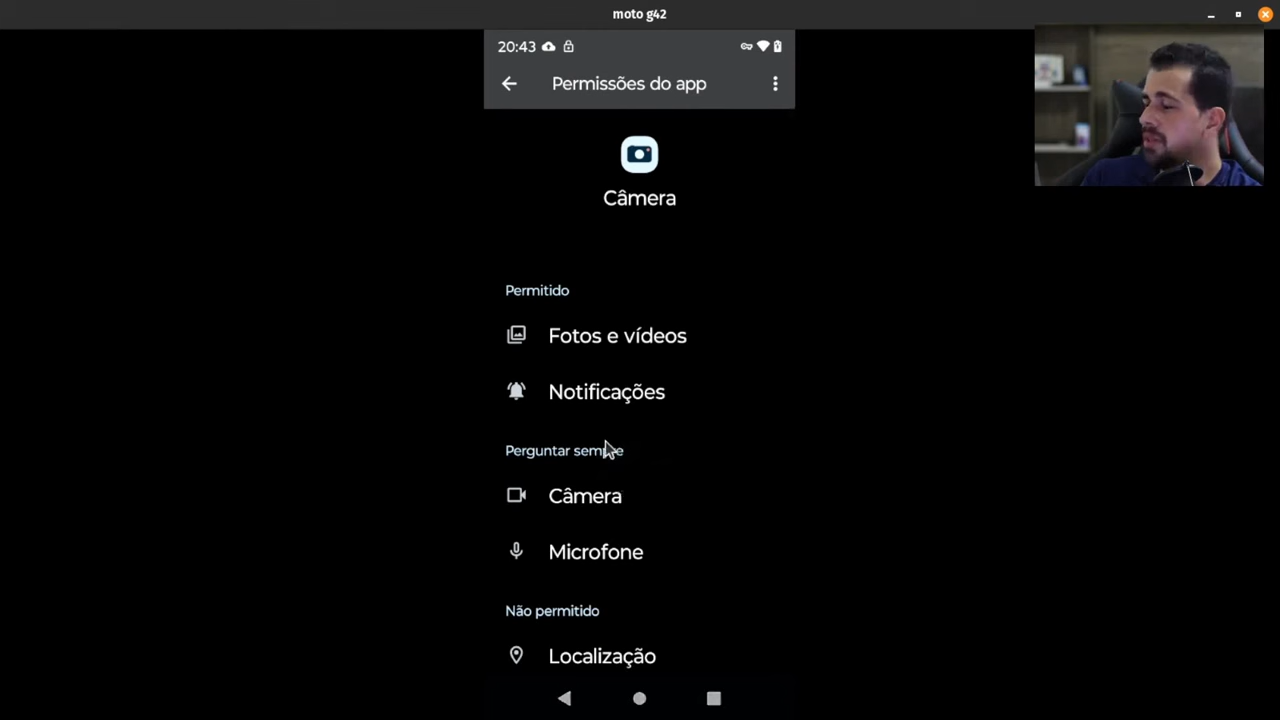 moto g42
20:43
Permissões do app
Câmera
Permitido
Fotos e vídeos
Notificações
Perguntar sempre
Câmera
Microfone
Não permitido
Localização